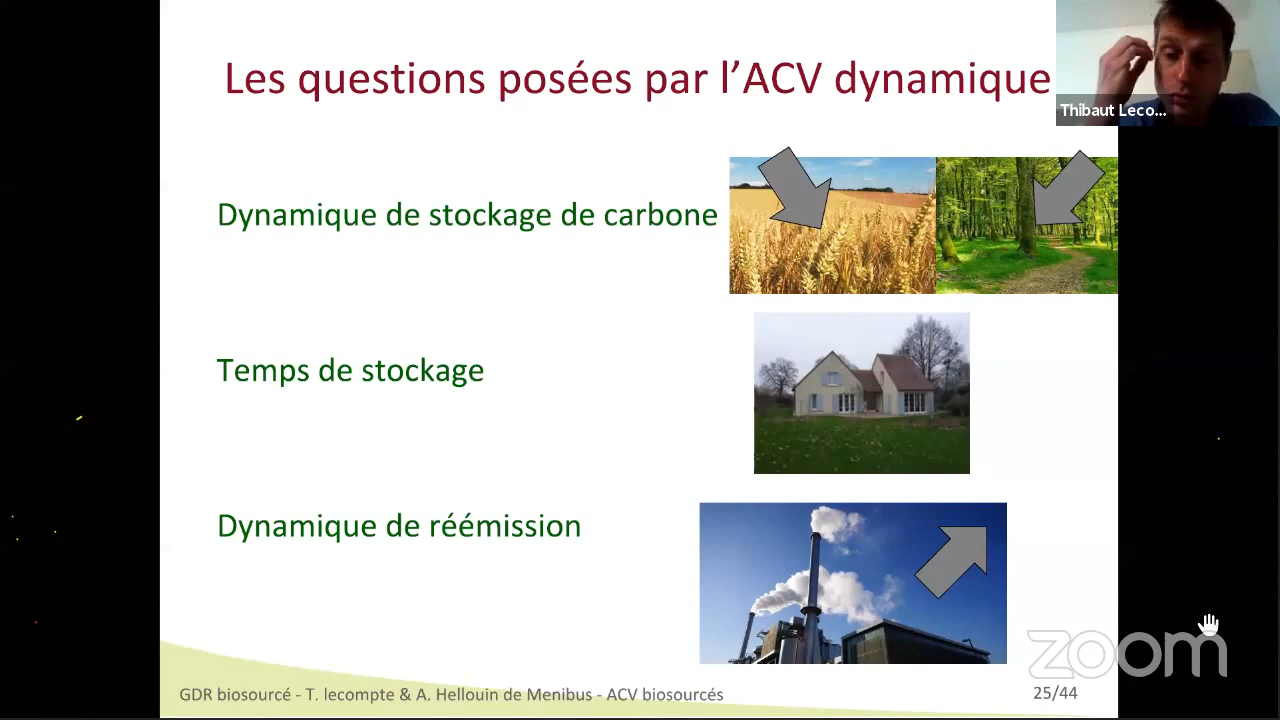 Les questions posées par l’ACV dynamique
Thibaut Leco...
Dynamique de stockage de carbone
Temps de stockage
Dynamique de réémission
zoom
GDR biosourcé - T. lecompte & A. Hellouin de Menibus - ACV biosourcés
25/44